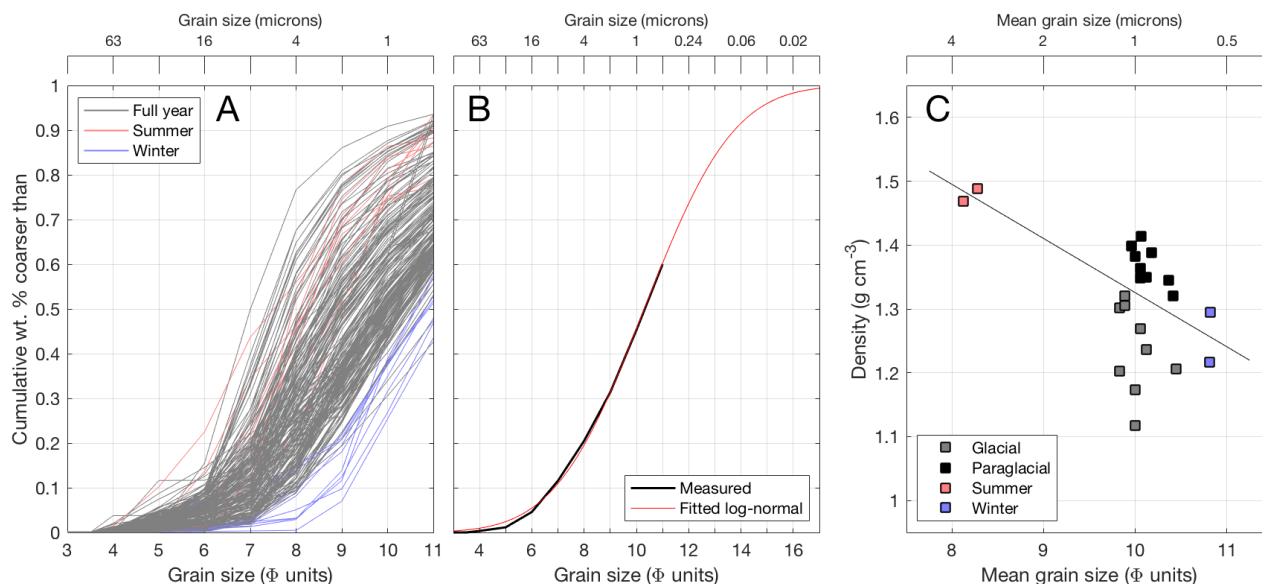 Grain size (microns)
63 16 4 1
A
Full year
Summer
Winter
Cumulative wt. % coarser than
1
0.9
0.8
0.7
0.6
0.5
0.4
0.3
0.2
0.1
0
3 4 5 6 7 8 9 10 11
Grain size (Φ units)
Grain size (microns)
63 16 4 1 0.24 0.06 0.02
B
Measured
Fitted log-normal
4 6 8 10 12 14 16
Grain size (Φ units)
Mean grain size (microns)
4 2 1 0.5
C
Density (g cm⁻³)
1.6
1.5
1.4
1.3
1.2
1.1
1
Glacial
Paraglacial
Summer
Winter
8 9 10 11
Mean grain size (Φ units)